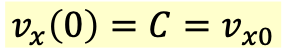 vₓ(0) = C = vₓ₀